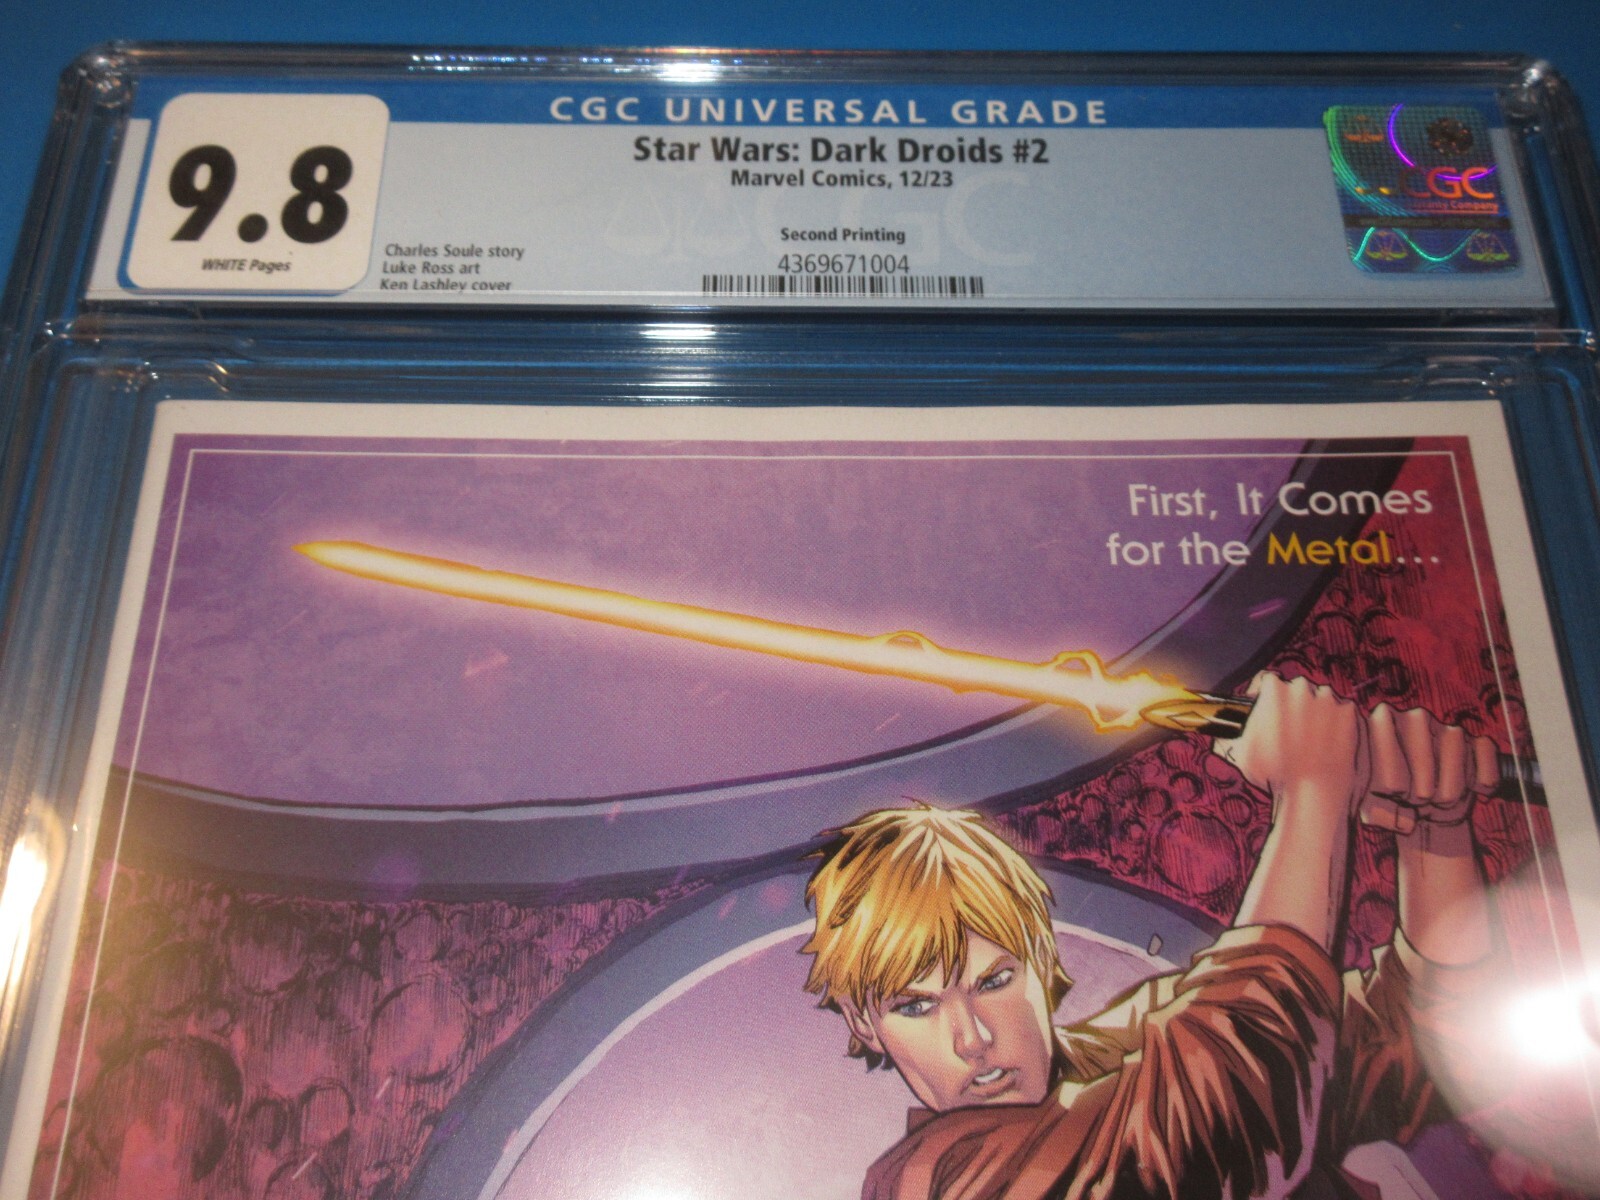 CGC UNIVERSAL GRADE
9.8
WHITE Pages
Star Wars: Dark Droids #2
Marvel Comics, 12/23
Second Printing
4369671004
Charles Soule story
Luke Ross art
Ken Lashley cover
CGC
CGC
First, It Comes
for the Metal...